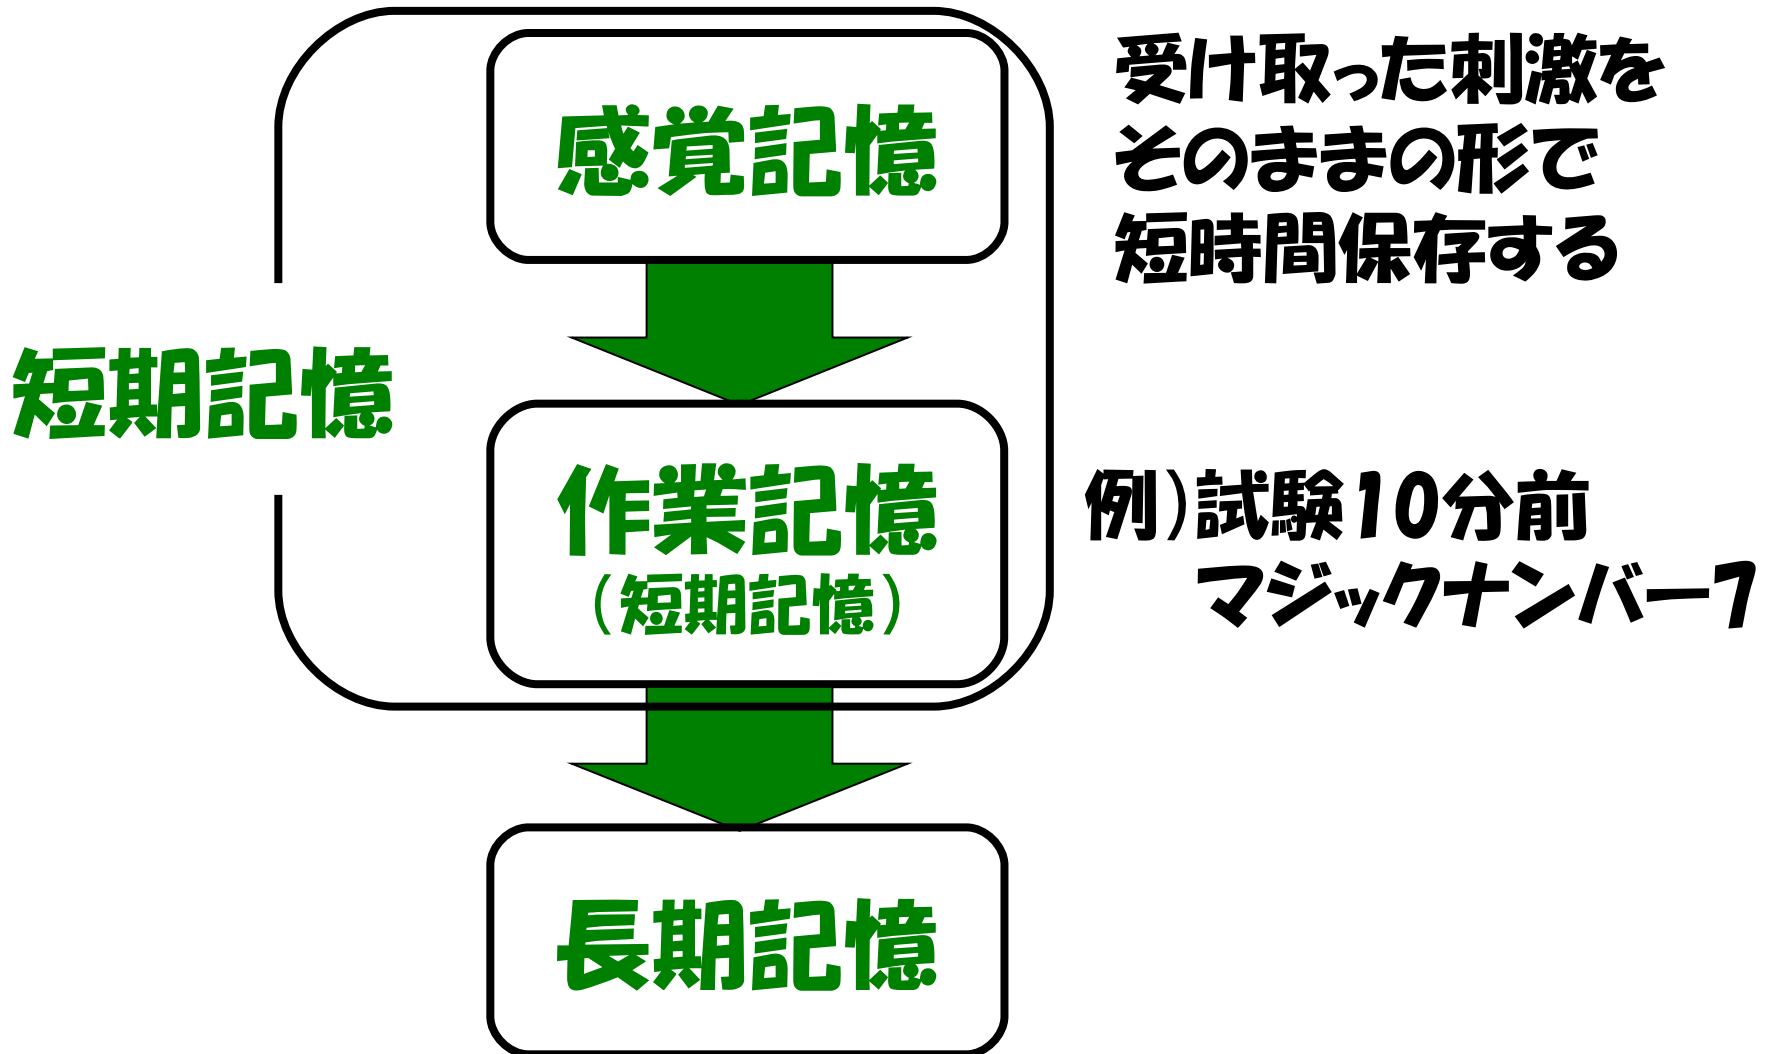 感覚記憶
受け取った刺激を
そのままの形で
短時間保存する
短期記憶
作業記憶
（短期記憶）
例）試験10分前
マジックナンバー7
長期記憶